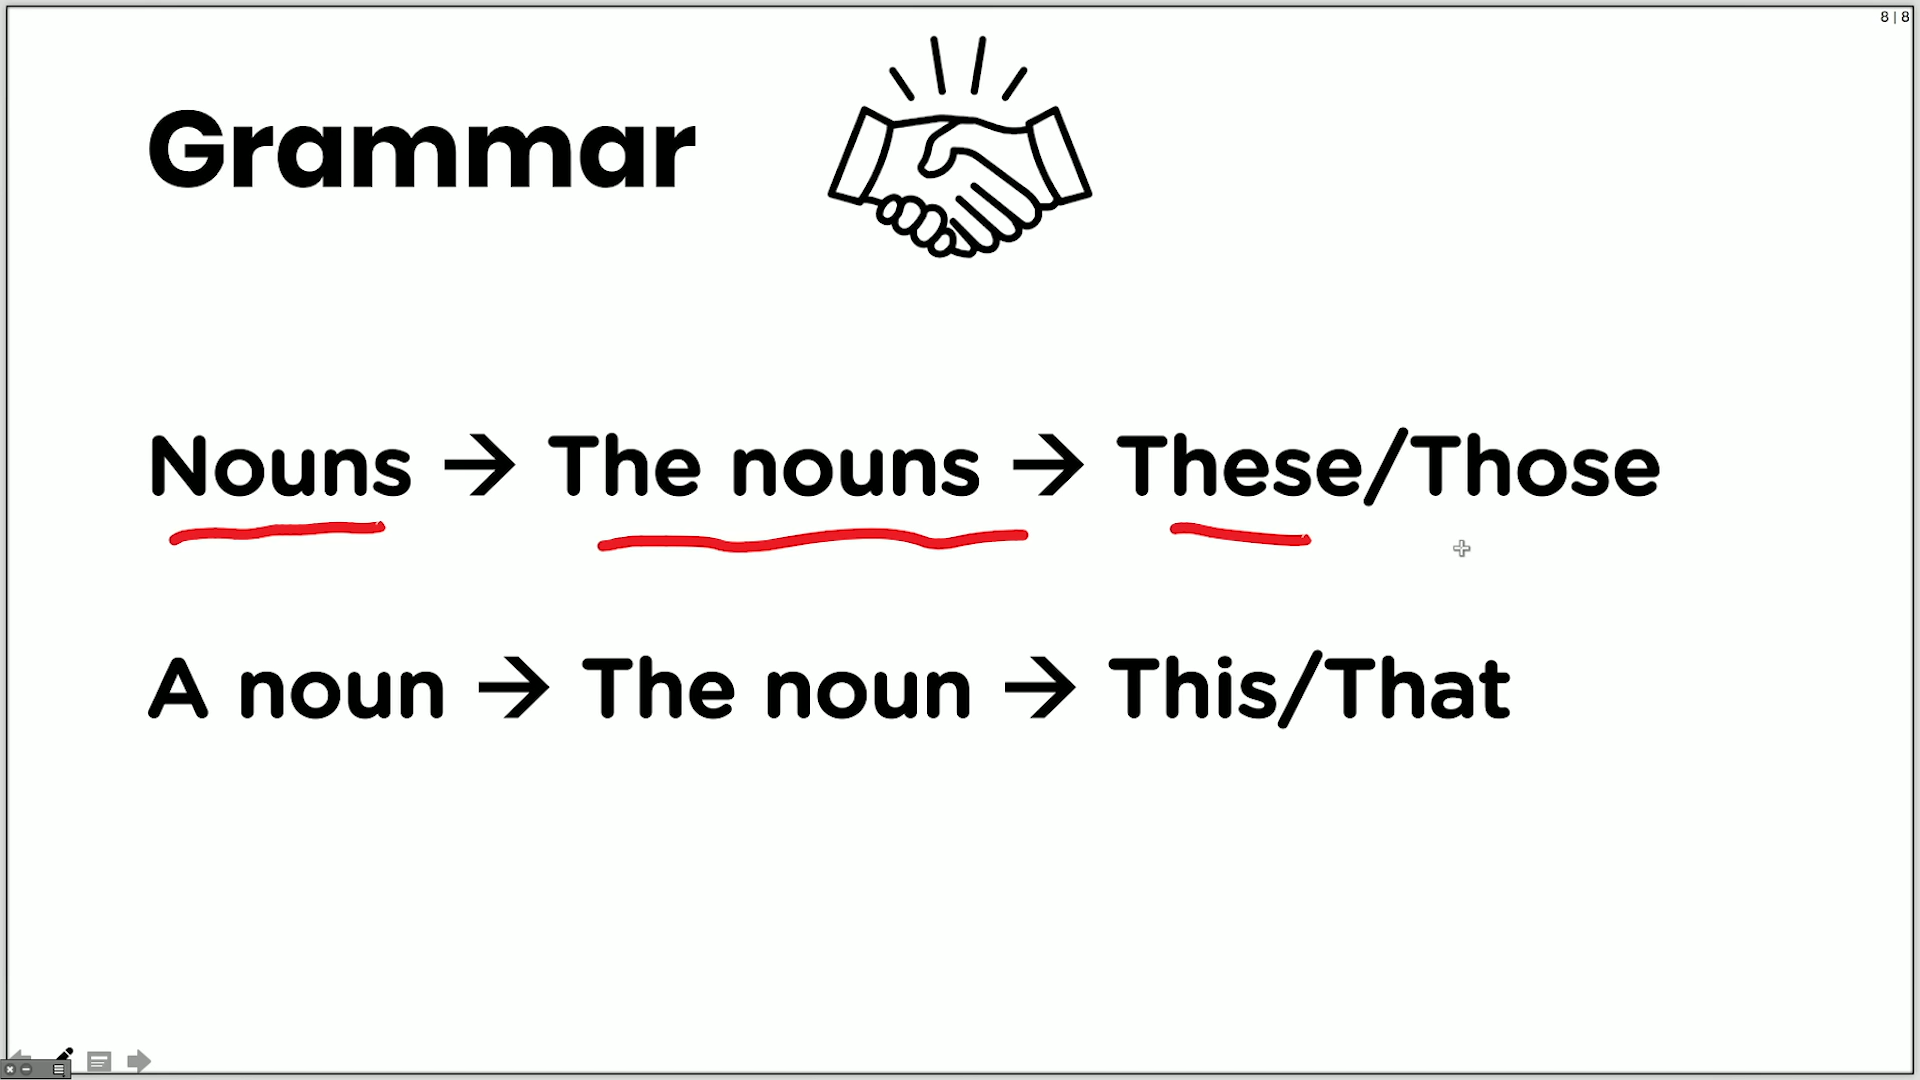 8 | 8
Grammar
Nouns → The nouns → These/Those
A noun → The noun → This/That